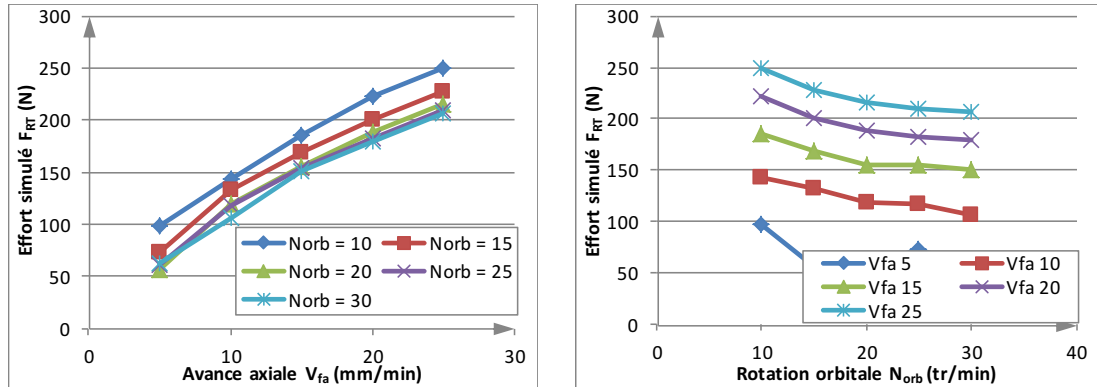 300
250
200
150
100
50
0
Effort simulé FRT (N)
Norb = 10 Norb = 15
Norb = 20 Norb = 25
Norb = 30
0 10 20 30
Avance axiale Vfa (mm/min)
300
250
200
150
100
50
0
Effort simulé FRT (N)
Vfa 5 Vfa 10
Vfa 15 Vfa 20
Vfa 25
0 10 20 30 40
Rotation orbitale Norb (tr/min)